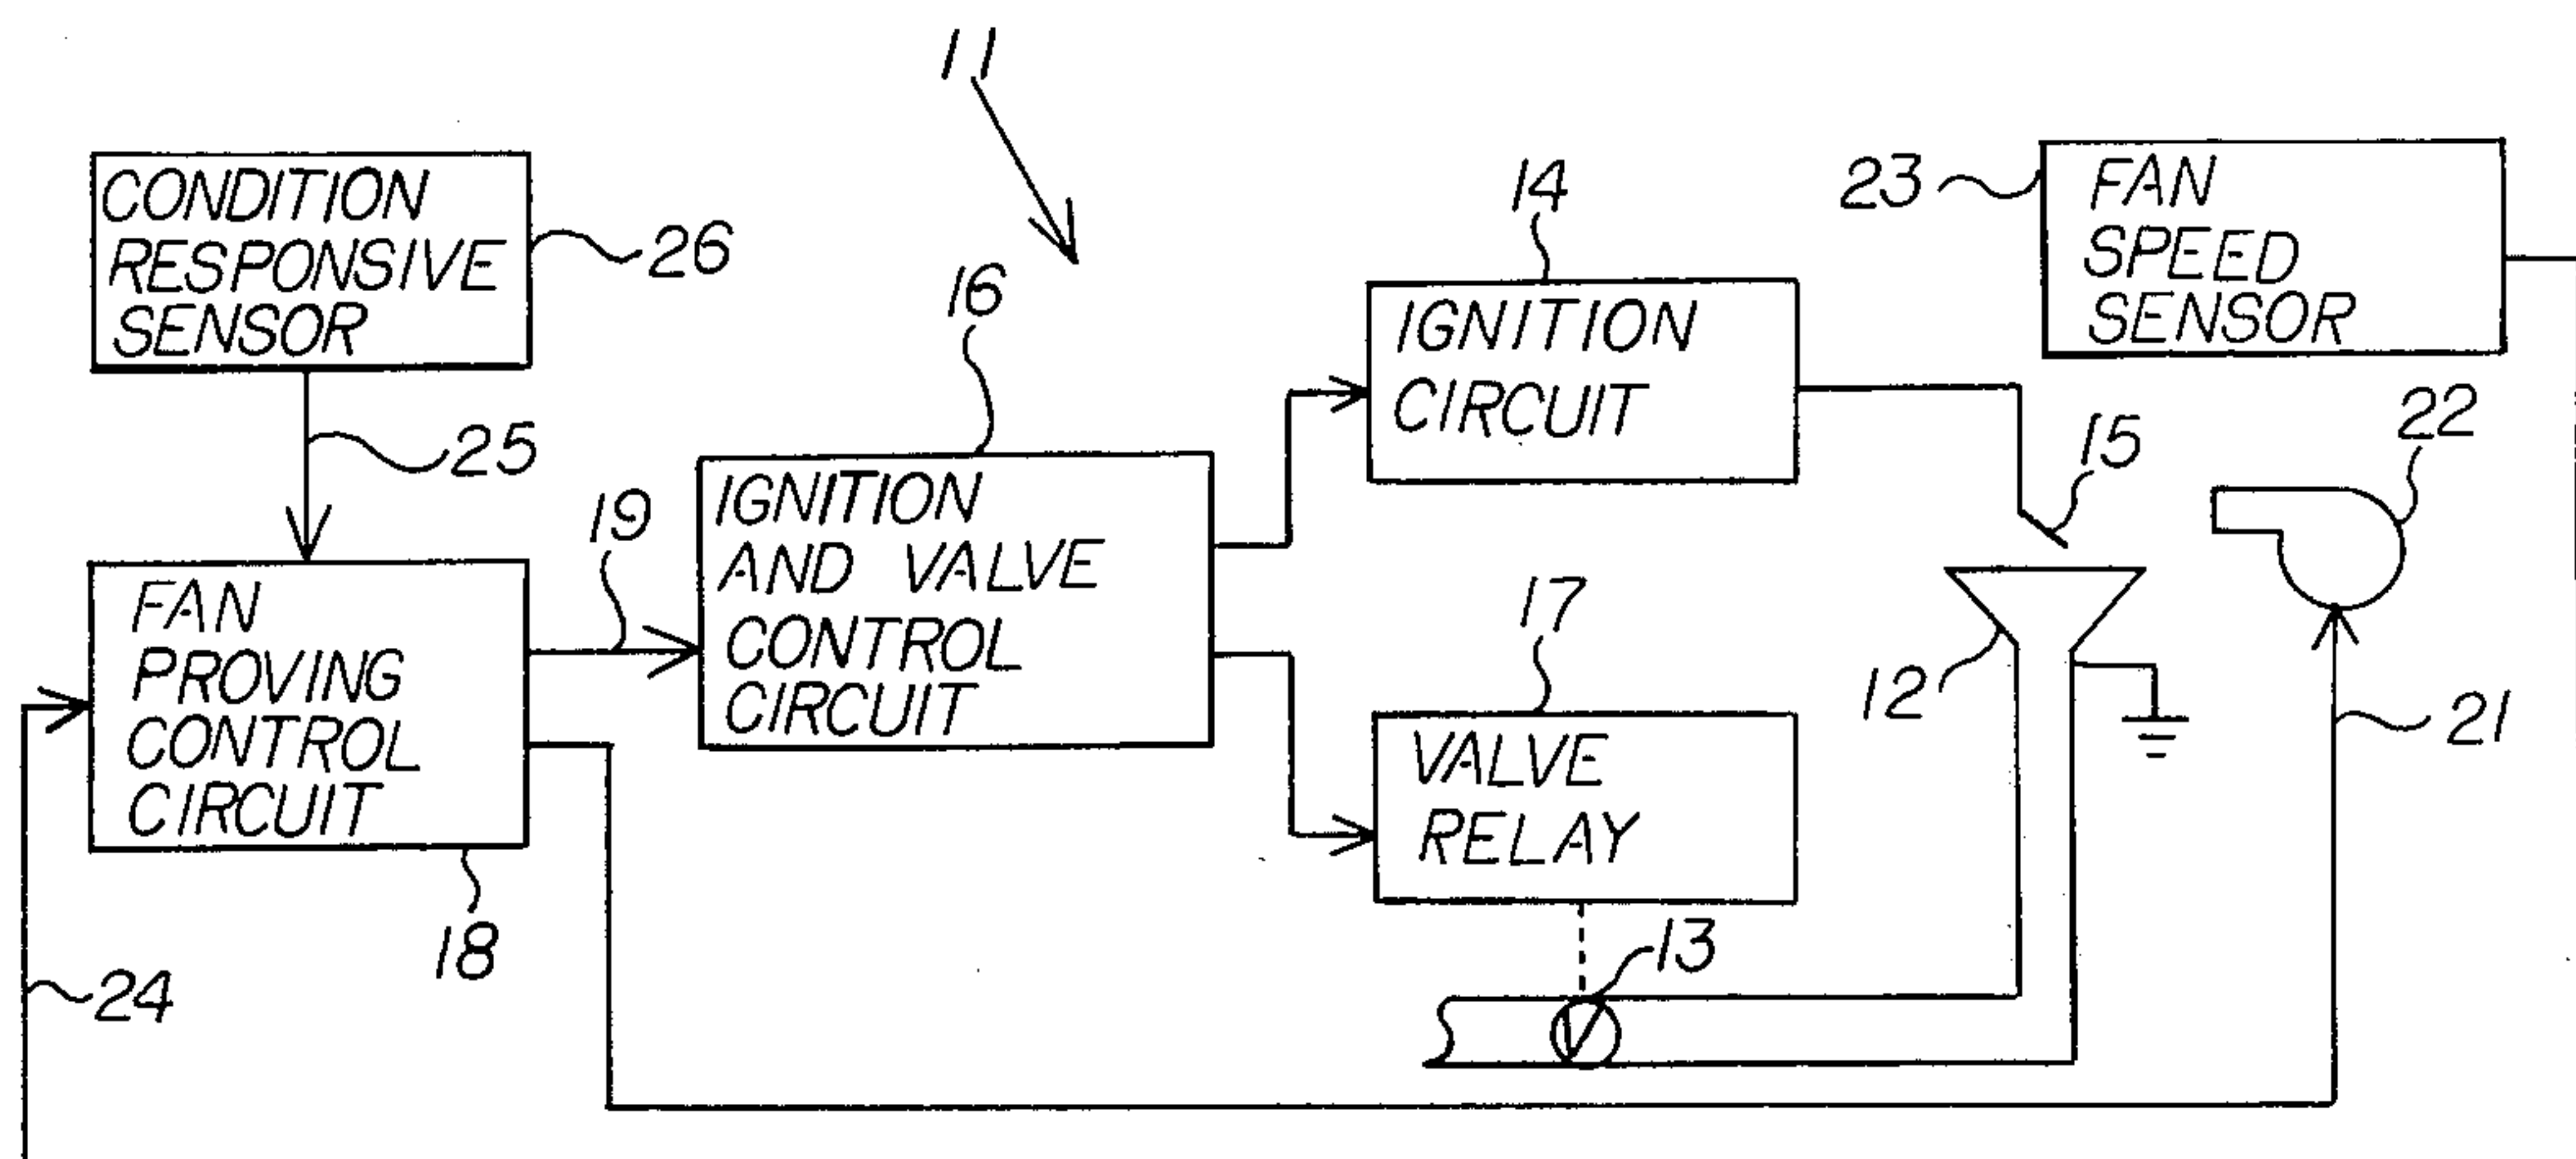 11
CONDITION
RESPONSIVE
SENSOR
26
25
FAN
PROVING
CONTROL
CIRCUIT
18
24
19
16
IGNITION
AND VALVE
CONTROL
CIRCUIT
14
IGNITION
CIRCUIT
17
VALVE
RELAY
13
15
12
23
FAN
SPEED
SENSOR
22
21